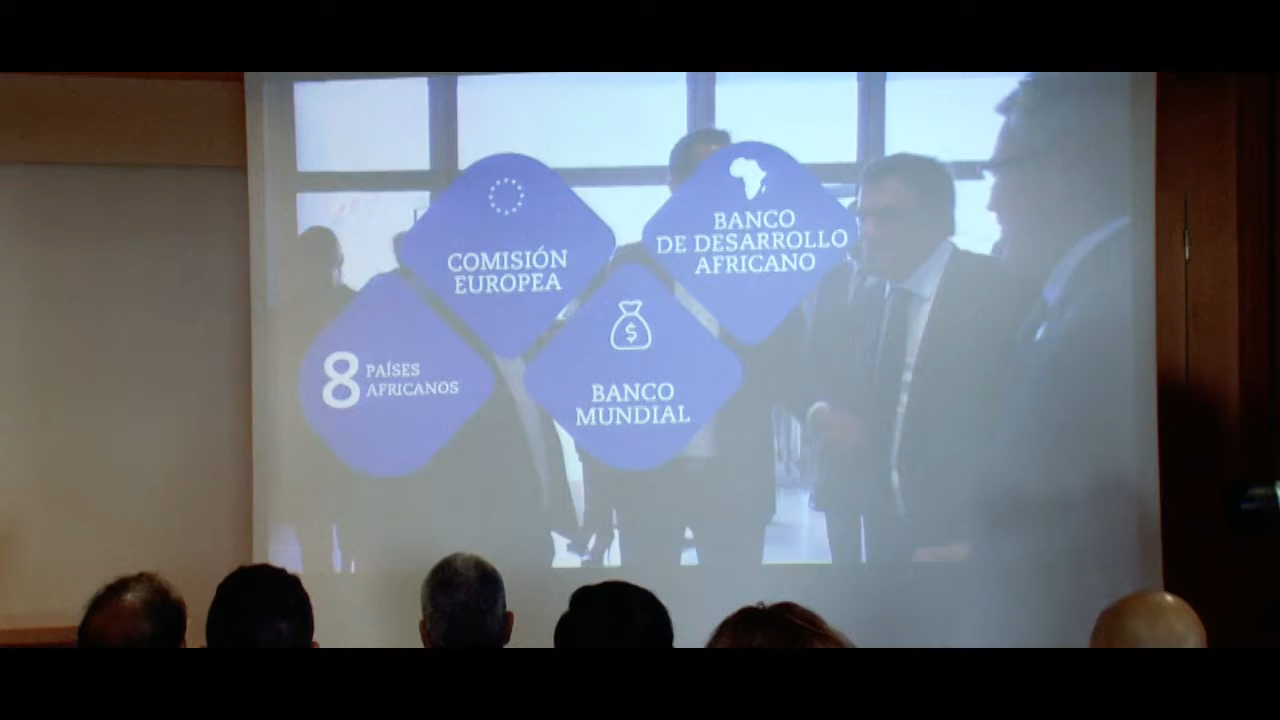 COMISIÓN
EUROPEA
BANCO
DE DESARROLLO
AFRICANO
8 PAÍSES
AFRICANOS
$
BANCO
MUNDIAL